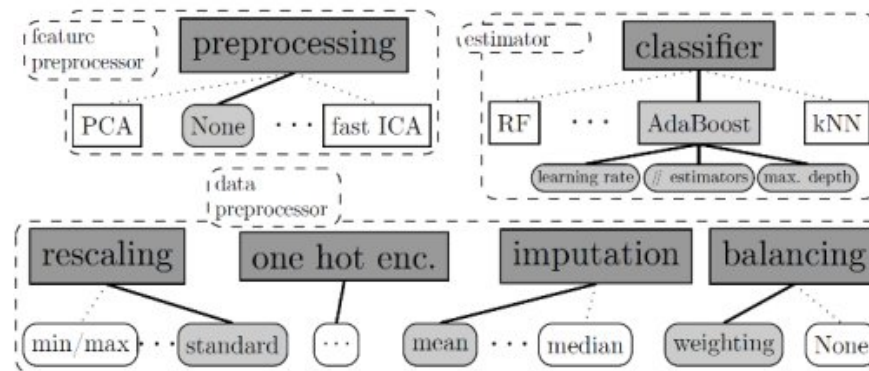 feature
preprocessor
preprocessing
PCA
None
· · ·
fast ICA
estimator
classifier
RF
· · ·
AdaBoost
kNN
learning rate
# estimators
max. depth
data
preprocessor
rescaling
one hot enc.
imputation
balancing
min/max
· · ·
standard
· · ·
mean
· · ·
median
weighting
None